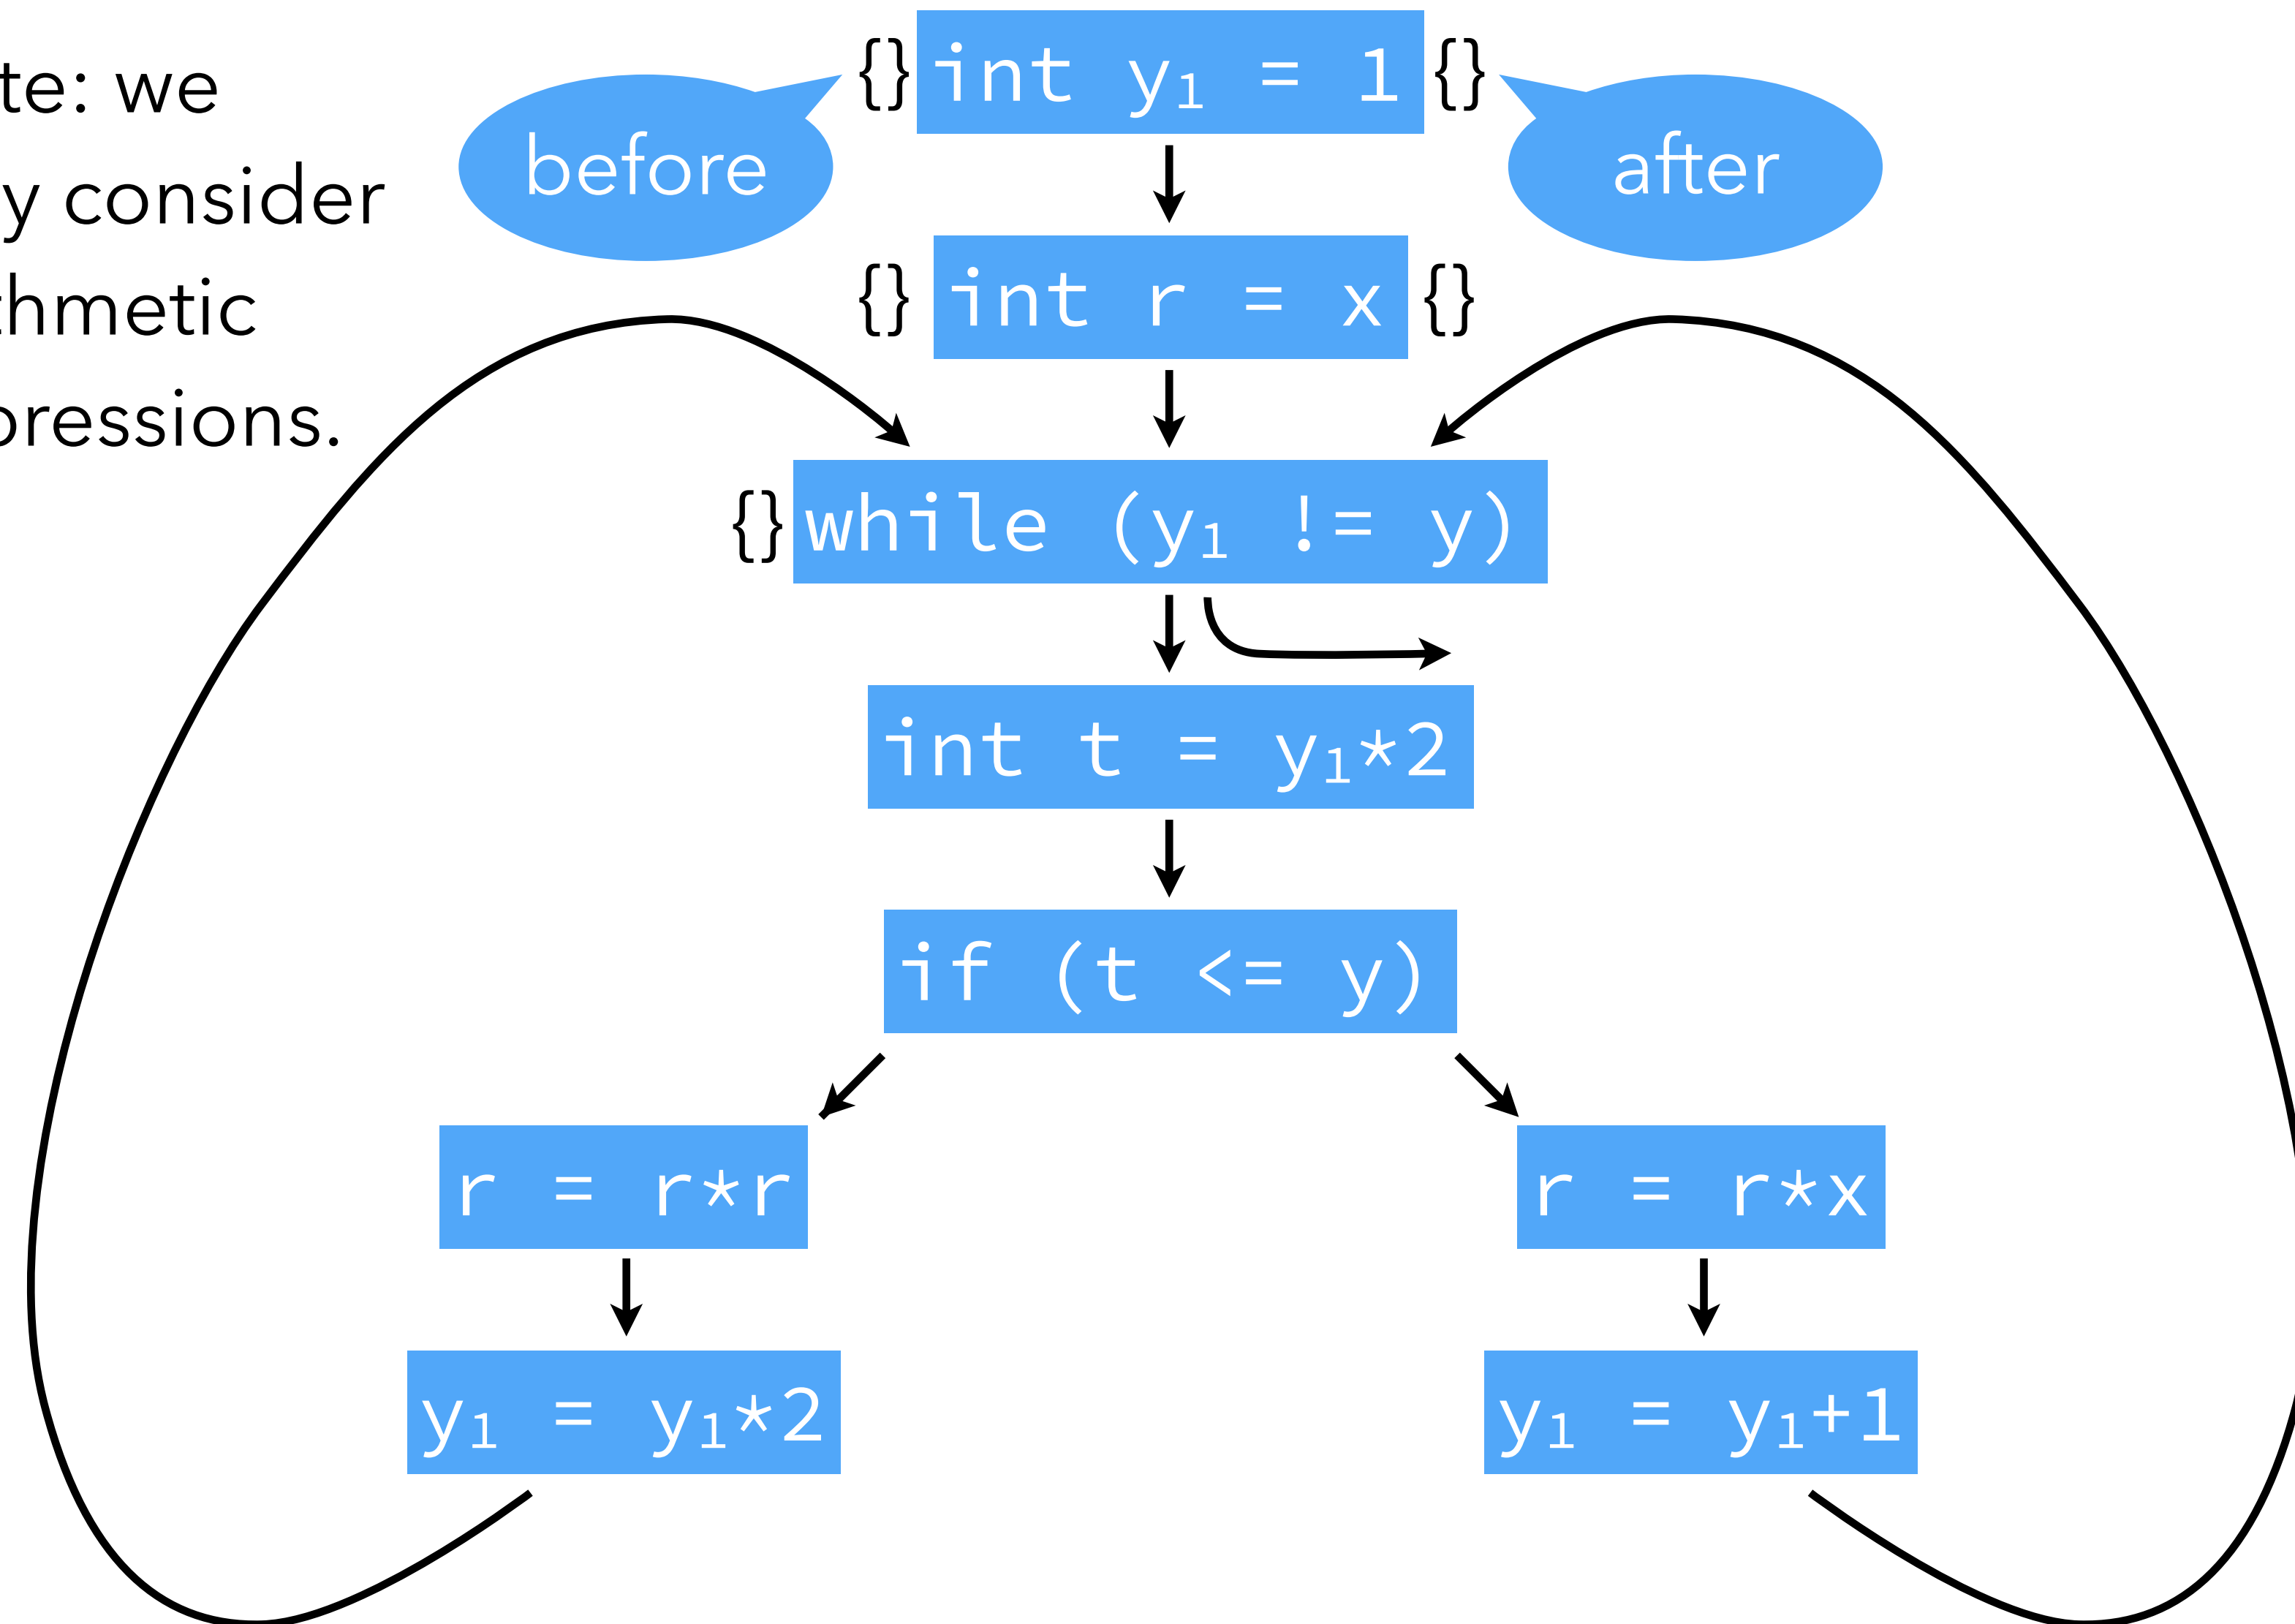 te: we
y consider
hmetic
ressions.
before
{} int y₁ = 1 {}
after
{} int r = x {}
{} while (y₁ != y)
int t = y₁*2
if (t <= y)
r = r*r
r = r*x
y₁ = y₁*2
y₁ = y₁+1